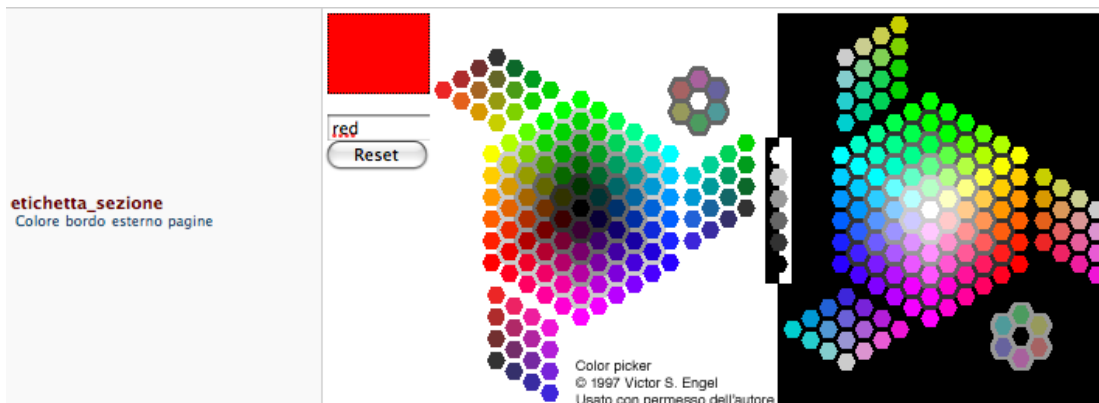 etichetta_sezione
Colore bordo esterno pagine
red
Reset
Color picker
© 1997 Victor S. Engel
Usato con permesso dell'autore